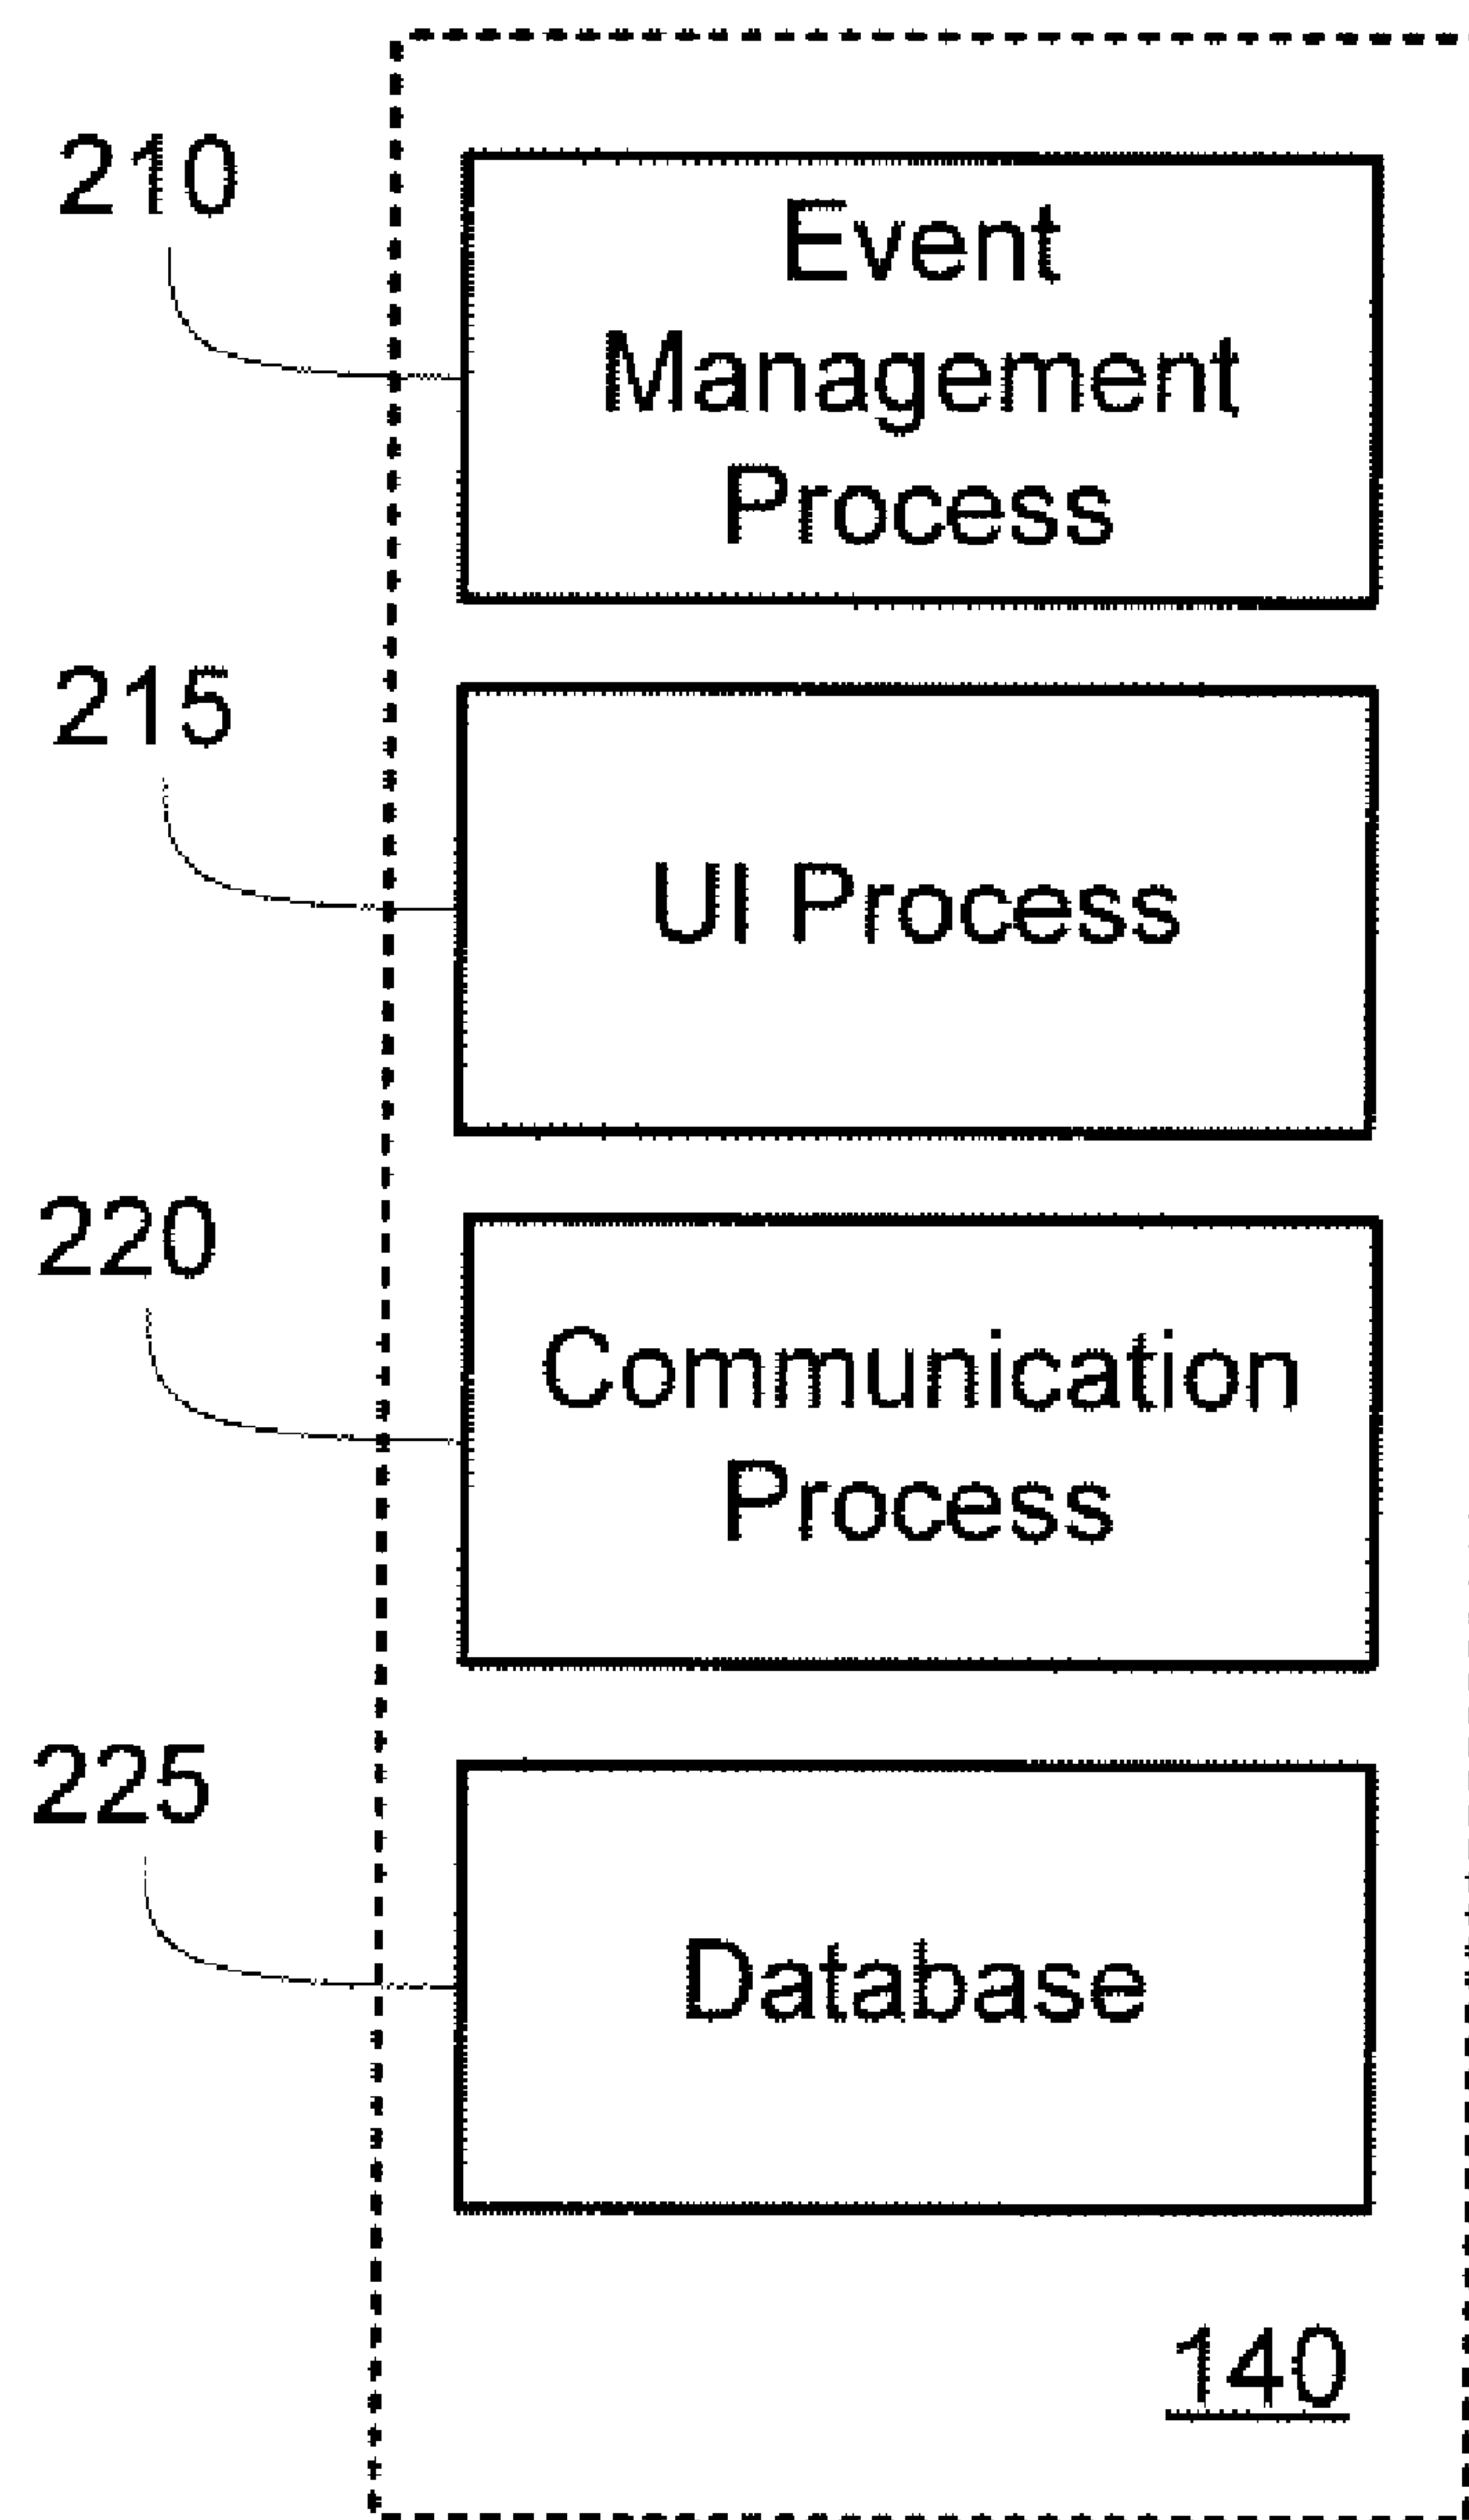 210
Event
Management
Process
215
UI Process
220
Communication
Process
225
Database
140